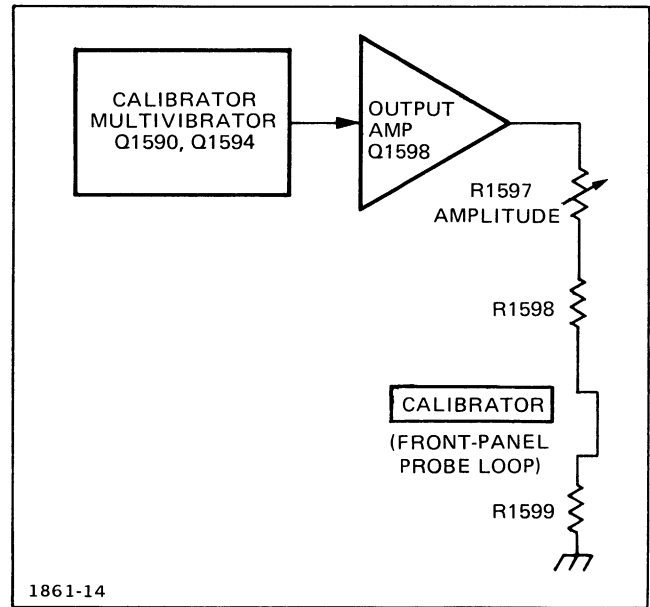 CALIBRATOR
MULTIVIBRATOR
Q1590, Q1594
OUTPUT
AMP
Q1598
R1597
AMPLITUDE
R1598
CALIBRATOR
(FRONT-PANEL
PROBE LOOP)
R1599
1861-14